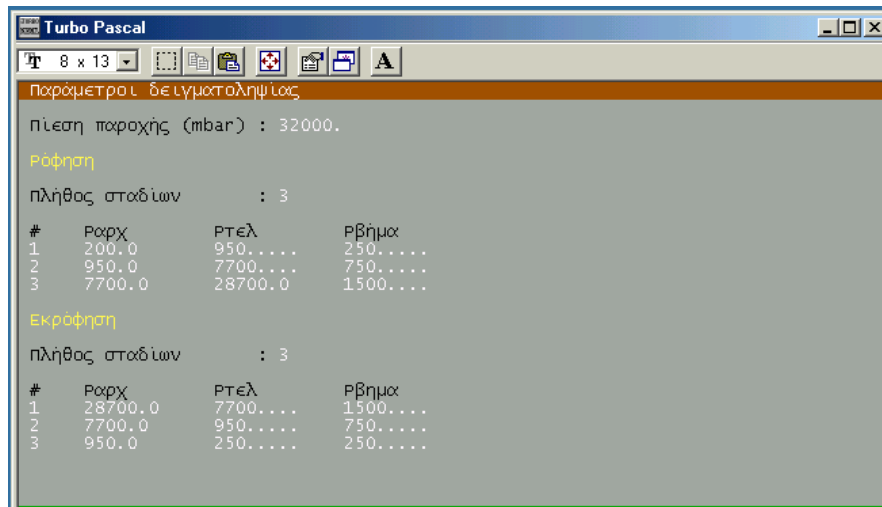 Turbo Pascal
8 x 13 A
Παράμετροι δειγματοληψίας
Πίεση παροχής (mbar) : 32000.
Ρόφηση
Πλήθος σταδίων : 3
# Ραρχ Ρτελ Ρβήμα
1 200.0 950..... 250.....
2 950.0 7700.... 750.....
3 7700.0 28700.0 1500....
Εκρόφηση
Πλήθος σταδίων : 3
# Ραρχ Ρτελ Ρβημα
1 28700.0 7700.... 1500....
2 7700.0 950..... 750.....
3 950.0 250..... 250.....